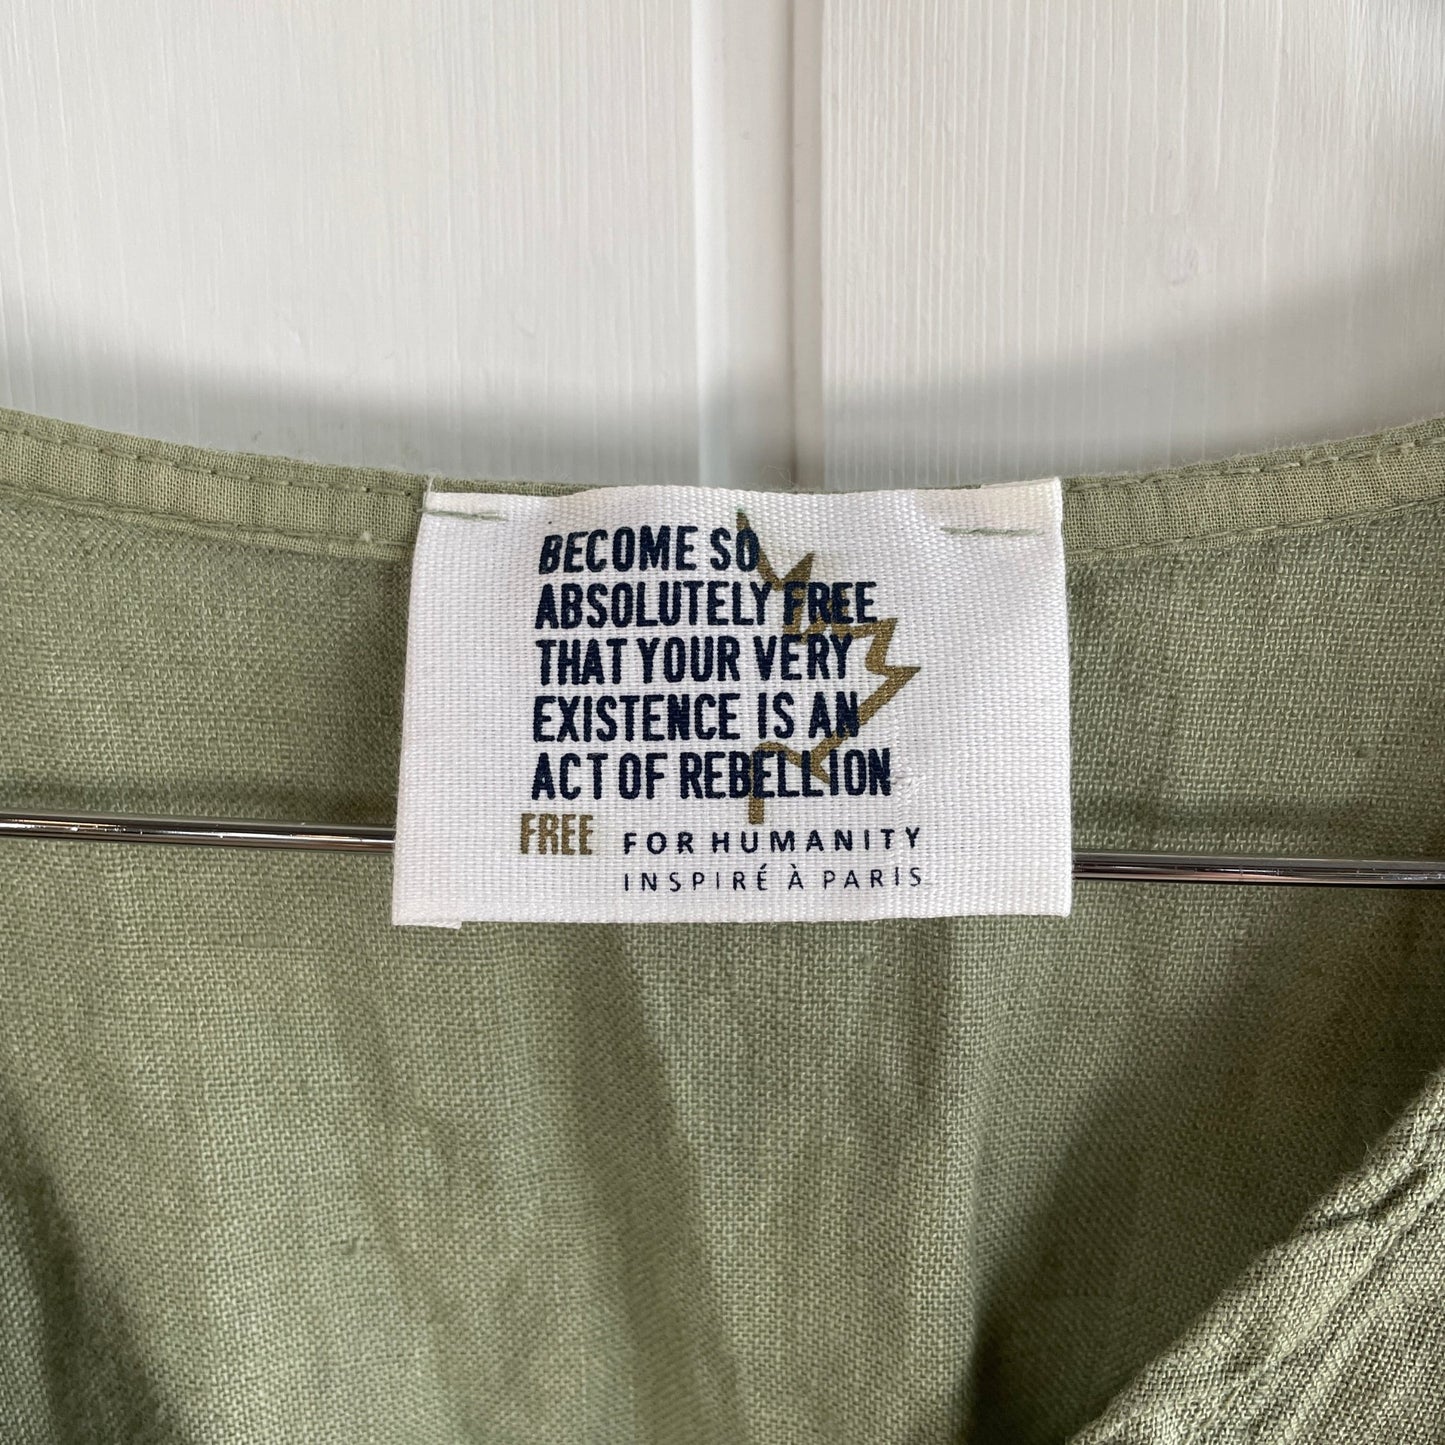 BECOME SO
ABSOLUTELY FREE
THAT YOUR VERY
EXISTENCE IS AN
ACT OF REBELLION
FREE FOR HUMANITY
INSPIRÉ À PARIS